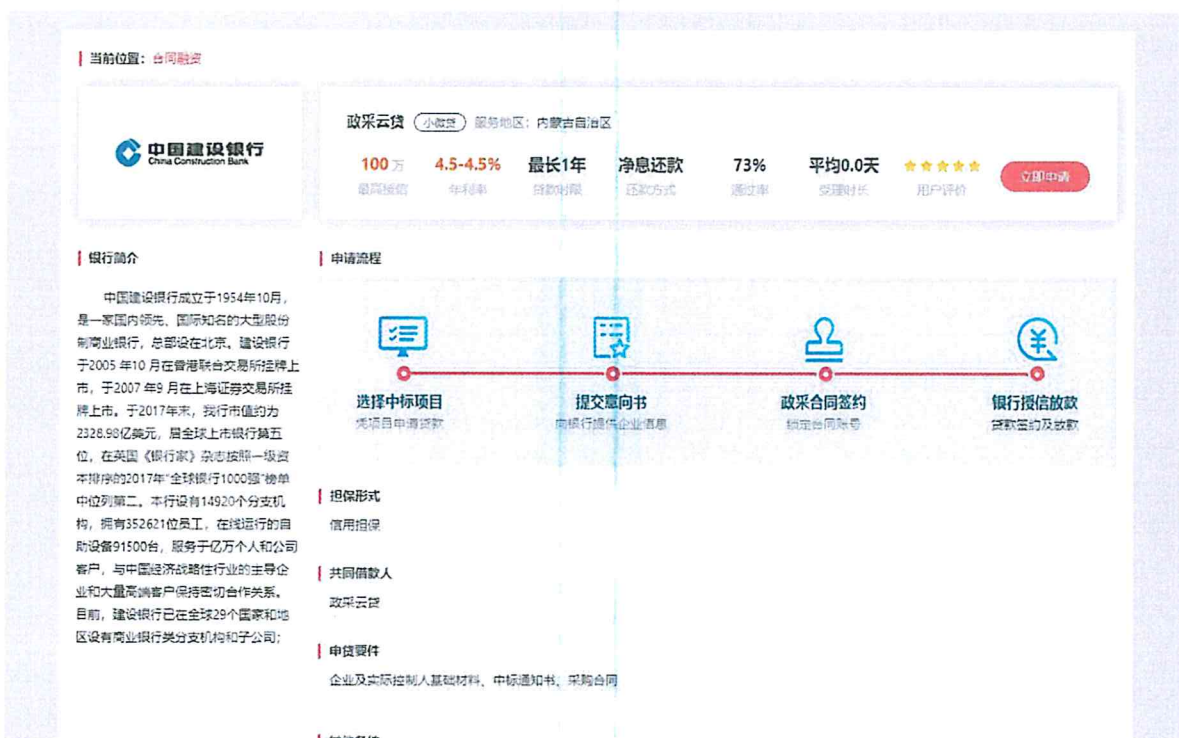 当前位置：合同融资
中国建设银行
China Construction Bank
政采云贷 小微贷 服务地区：内蒙古自治区
100万 4.5-4.5% 最长1年 净息还款 73% 平均0.0天 立即申请
最高授信 年利率 贷款时限 还款方式 通过率 受理时长 用户评价
银行简介
中国建设银行成立于1954年10月，
是一家国内领先、国际知名的大型股份
制商业银行，总部设在北京。建设银行
于2005 年10 月在香港联合交易所挂牌上
市，于2007 年9 月在上海证券交易所挂
牌上市。于2017年末，我行市值约为
2328.98亿美元，居全球上市银行第五
位，在英国《银行家》杂志按照一级资
本排序的2017年“全球银行1000强”榜单
中位列第二。本行设有14920个分支机
构，拥有352621位员工，在线运行的自
助设备91500台，服务于亿万个人和公司
客户，与中国经济战略性行业的主导企
业和大量高端客户保持密切合作关系。
目前，建设银行已在全球29个国家和地
区设有商业银行类分支机构和子公司；
申请流程
选择中标项目 提交意向书 政采合同签约 银行授信放款
凭项目申请贷款 向银行提供企业信息 锁定合同账号 贷款签约及放款
担保形式
信用担保
共同借款人
政采云贷
申贷要件
企业及实际控制人基础材料、中标通知书、采购合同